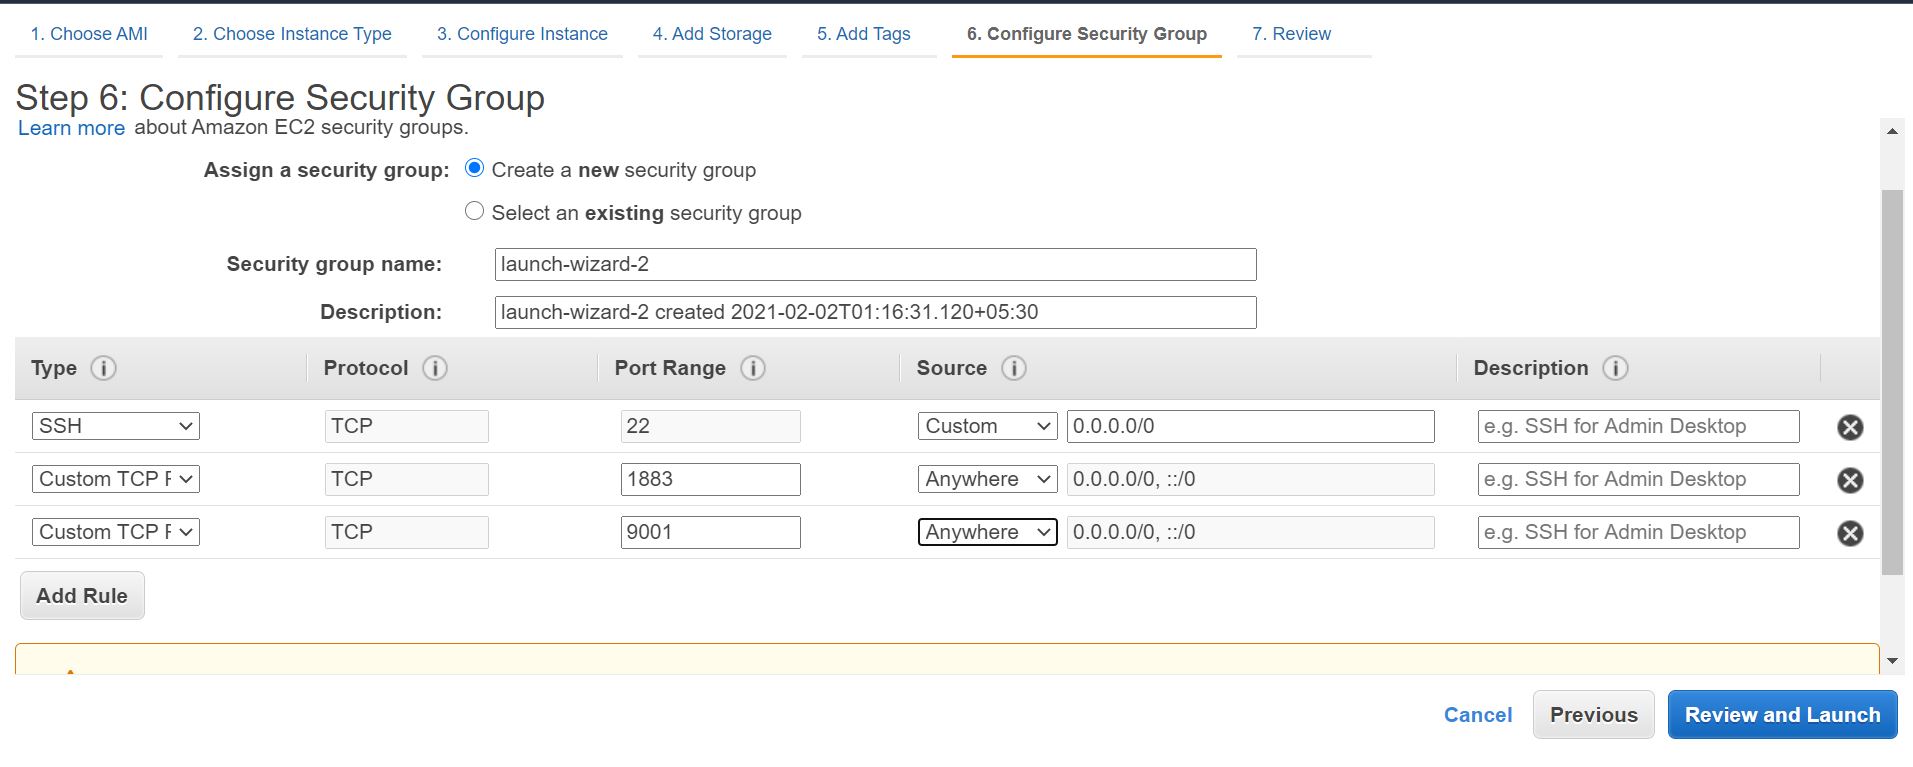 1. Choose AMI 2. Choose Instance Type 3. Configure Instance 4. Add Storage 5. Add Tags 6. Configure Security Group 7. Review
Step 6: Configure Security Group
Learn more about Amazon EC2 security groups.
Assign a security group: Create a new security group
Select an existing security group
Security group name: launch-wizard-2
Description: launch-wizard-2 created 2021-02-02T01:16:31.120+05:30
Type i Protocol i Port Range i Source i Description i
SSH TCP 22 Custom 0.0.0.0/0 e.g. SSH for Admin Desktop
Custom TCP F TCP 1883 Anywhere 0.0.0.0/0, ::/0 e.g. SSH for Admin Desktop
Custom TCP F TCP 9001 Anywhere 0.0.0.0/0, ::/0 e.g. SSH for Admin Desktop
Add Rule
Cancel Previous Review and Launch